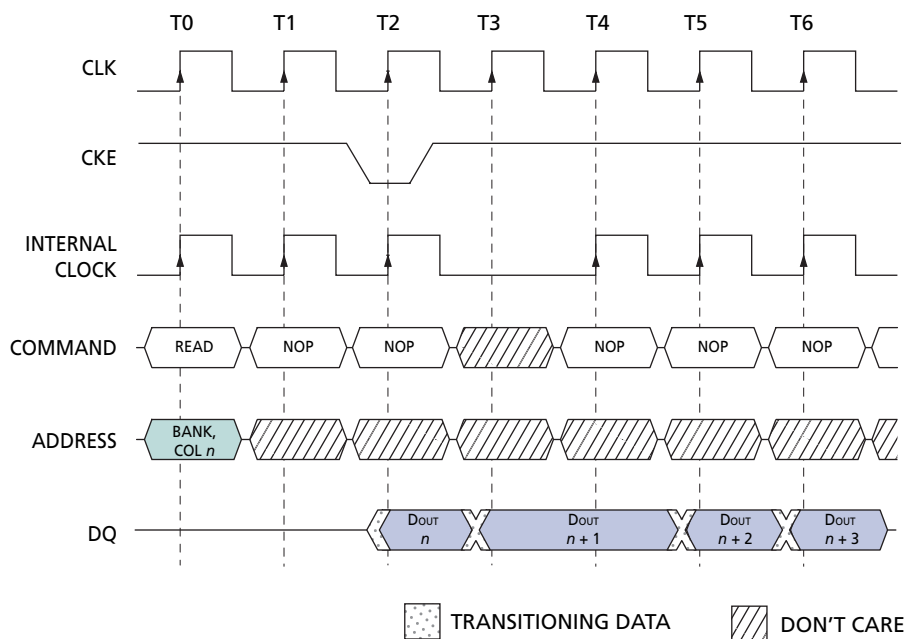 T0 T1 T2 T3 T4 T5 T6
CLK
CKE
INTERNAL
CLOCK
COMMAND READ NOP NOP NOP NOP NOP
ADDRESS BANK,
COL n
DQ DOUT DOUT DOUT DOUT
n n + 1 n + 2 n + 3
TRANSITIONING DATA DON'T CARE